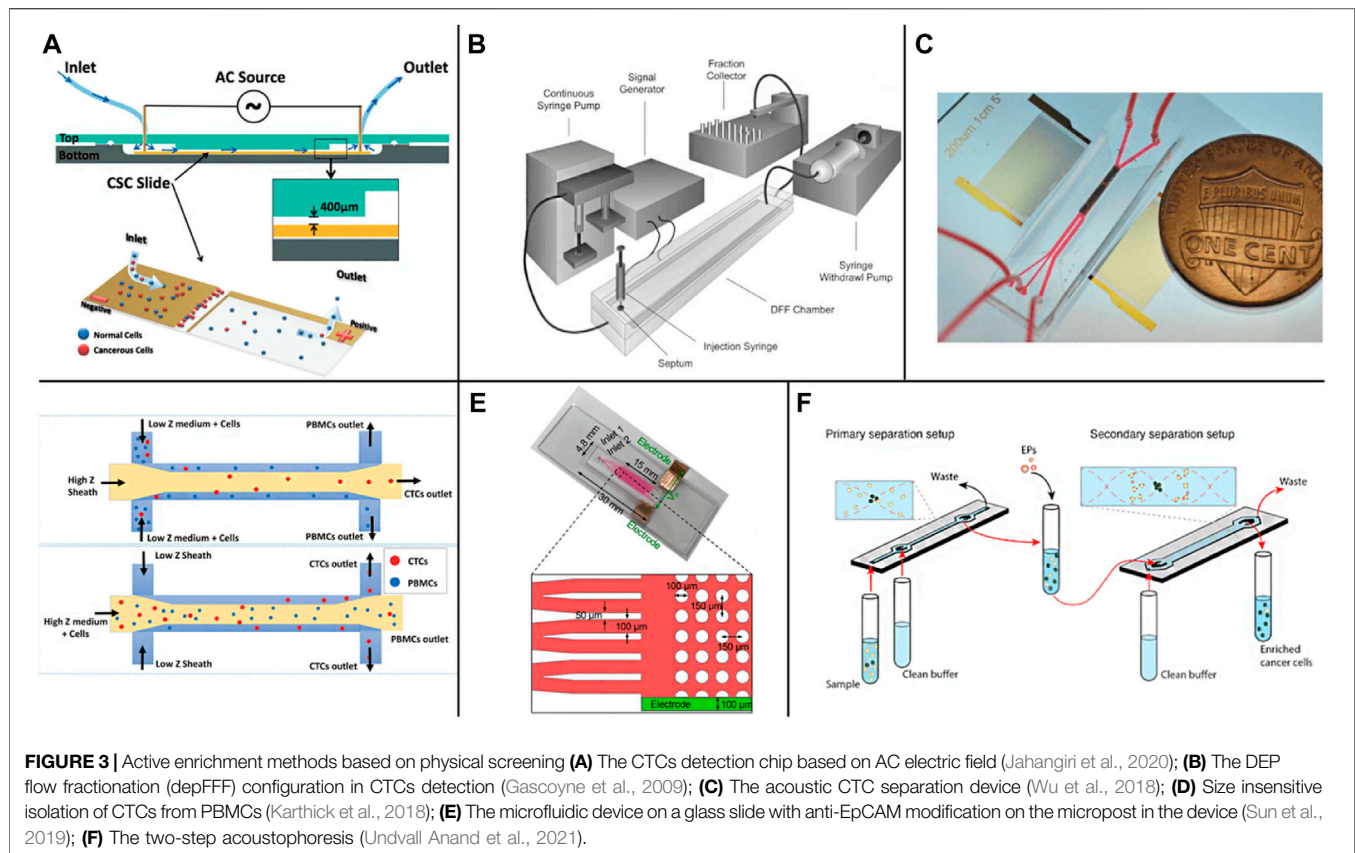 A
Inlet
AC Source
Outlet
~
Top
Bottom
CSC Slide
400µm
Inlet
Outlet
Negative
Positive
Normal Cells
Cancerous Cells
B
Continuous
Syringe Pump
Signal
Generator
Fraction
Collector
Syringe
Withdrawl Pump
DFF Chamber
Injection Syringe
Septum
C
200um 1cm 5°
UNITED STATES OF AMERICA
E·PLURIBUS UNUM
ONE CENT
Low Z medium + Cells
PBMCs outlet
High Z
Sheath
CTCs outlet
Low Z medium + Cells
PBMCs outlet
Low Z Sheath
CTCs outlet
CTCs
PBMCs
High Z medium
+ Cells
PBMCs outlet
Low Z Sheath
CTCs outlet
E
4.8 mm
Inlet 1
Inlet 2
Electrode
15 mm
30 mm
Electrode
100 µm
150 µm
50 µm
100 µm
150 µm
Electrode
100 µm
F
Primary separation setup
Secondary separation setup
EPs
Waste
Waste
Sample
Clean buffer
Clean buffer
Enriched
cancer cells
FIGURE 3 | Active enrichment methods based on physical screening (A) The CTCs detection chip based on AC electric field (Jahangiri et al., 2020); (B) The DEP
flow fractionation (depFFF) configuration in CTCs detection (Gascoyne et al., 2009); (C) The acoustic CTC separation device (Wu et al., 2018); (D) Size insensitive
isolation of CTCs from PBMCs (Karthick et al., 2018); (E) The microfluidic device on a glass slide with anti-EpCAM modification on the micropost in the device (Sun et al.,
2019); (F) The two-step acoustophoresis (Undvall Anand et al., 2021).